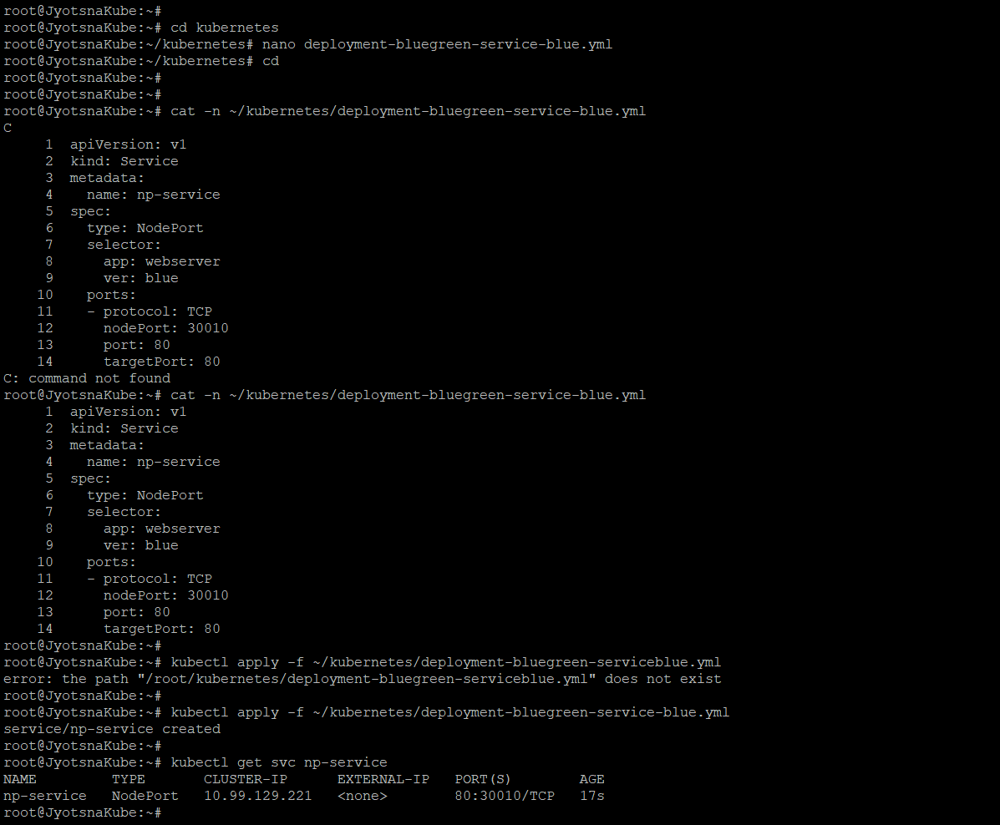 root@JyotsnaKube:~#
root@JyotsnaKube:~# cd kubernetes
root@JyotsnaKube:~/kubernetes# nano deployment-bluegreen-service-blue.yml
root@JyotsnaKube:~/kubernetes# cd
root@JyotsnaKube:~#
root@JyotsnaKube:~#
root@JyotsnaKube:~# cat -n ~/kubernetes/deployment-bluegreen-service-blue.yml
C
     1  apiVersion: v1
     2  kind: Service
     3  metadata:
     4    name: np-service
     5  spec:
     6    type: NodePort
     7    selector:
     8      app: webserver
     9      ver: blue
    10    ports:
    11    - protocol: TCP
    12      nodePort: 30010
    13      port: 80
    14      targetPort: 80
C: command not found
root@JyotsnaKube:~# cat -n ~/kubernetes/deployment-bluegreen-service-blue.yml
     1  apiVersion: v1
     2  kind: Service
     3  metadata:
     4    name: np-service
     5  spec:
     6    type: NodePort
     7    selector:
     8      app: webserver
     9      ver: blue
    10    ports:
    11    - protocol: TCP
    12      nodePort: 30010
    13      port: 80
    14      targetPort: 80
root@JyotsnaKube:~#
root@JyotsnaKube:~# kubectl apply -f ~/kubernetes/deployment-bluegreen-serviceblue.yml
error: the path "/root/kubernetes/deployment-bluegreen-serviceblue.yml" does not exist
root@JyotsnaKube:~#
root@JyotsnaKube:~# kubectl apply -f ~/kubernetes/deployment-bluegreen-service-blue.yml
service/np-service created
root@JyotsnaKube:~#
root@JyotsnaKube:~# kubectl get svc np-service
NAME         TYPE       CLUSTER-IP      EXTERNAL-IP   PORT(S)        AGE
np-service   NodePort   10.99.129.221   <none>        80:30010/TCP   17s
root@JyotsnaKube:~#